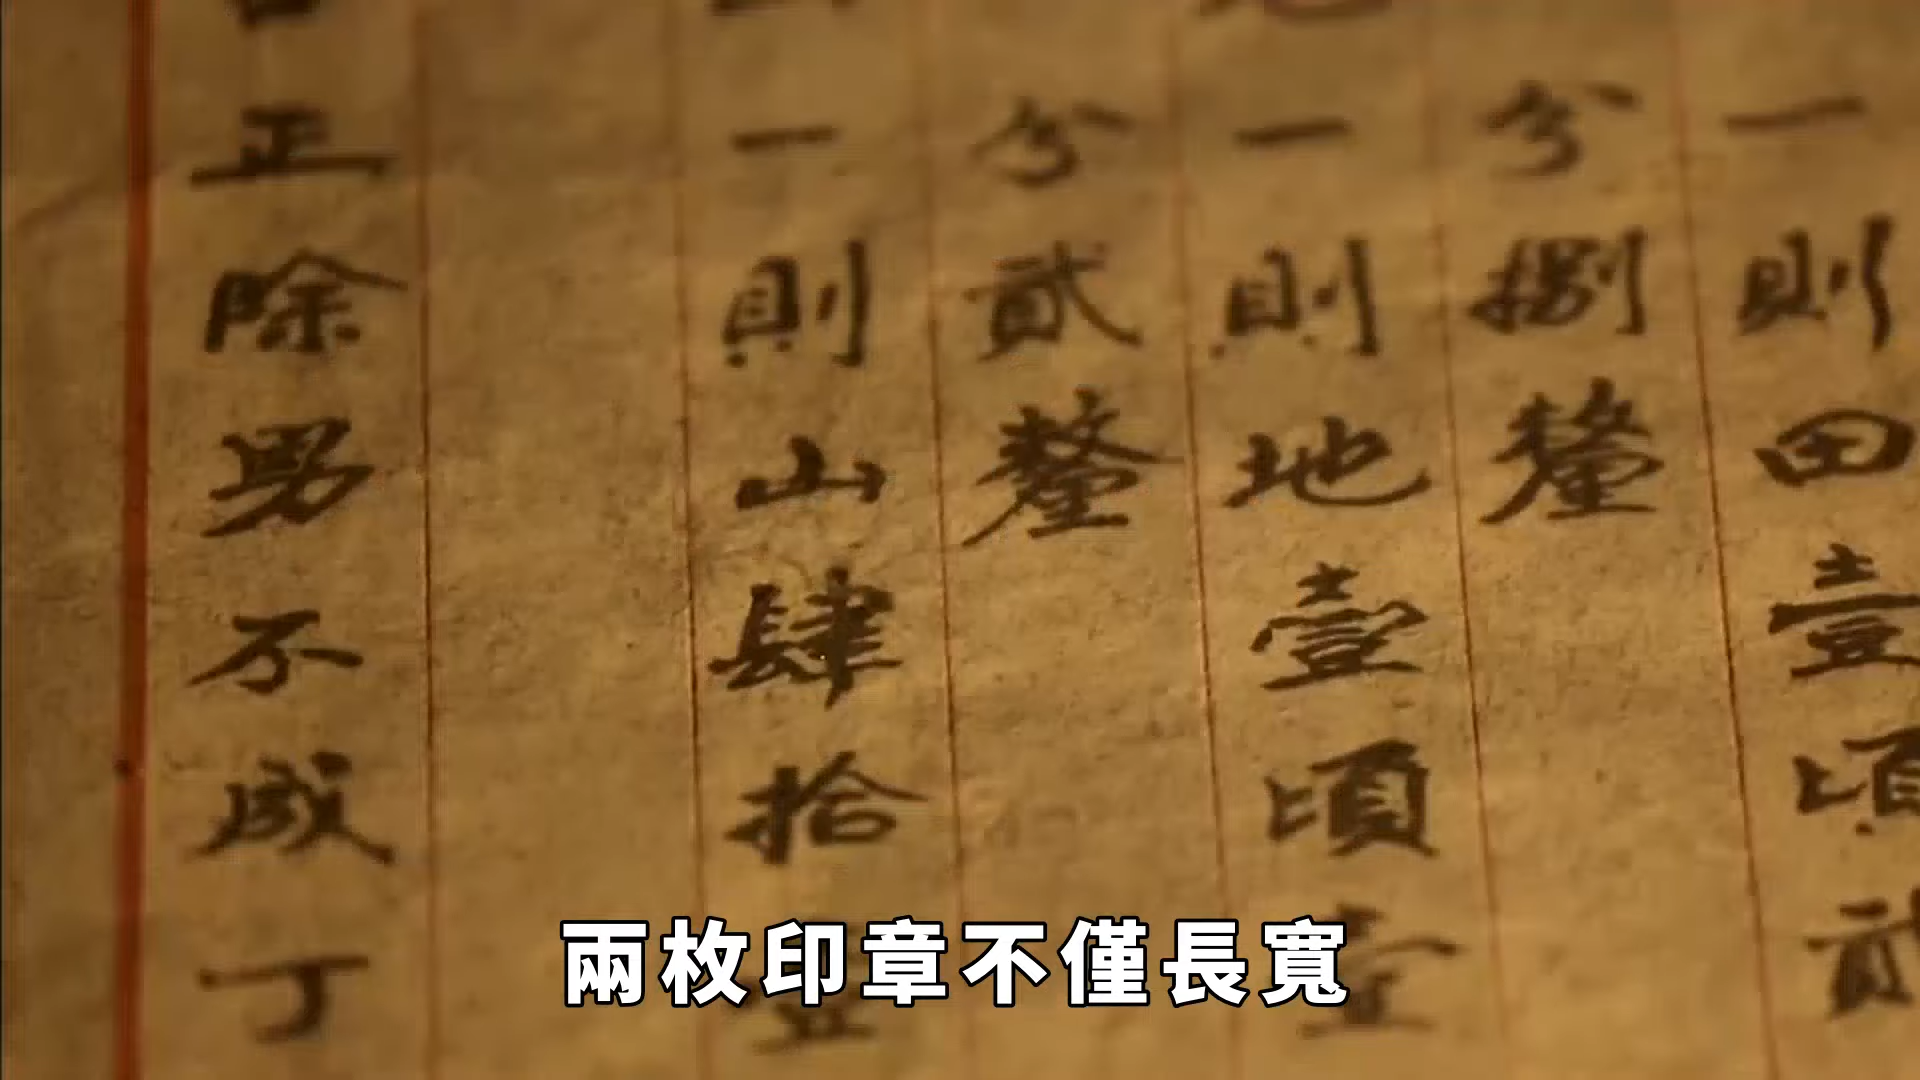 一則田壹頃貳
分捌釐
一則地壹頃壹
分貳釐
一則山肆拾壹
正除男不成丁
兩枚印章不僅長寬